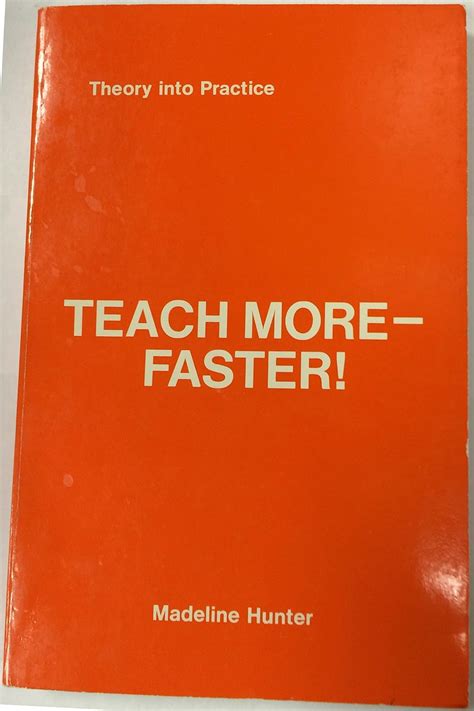 Theory into Practice
TEACH MORE—
FASTER!
Madeline Hunter